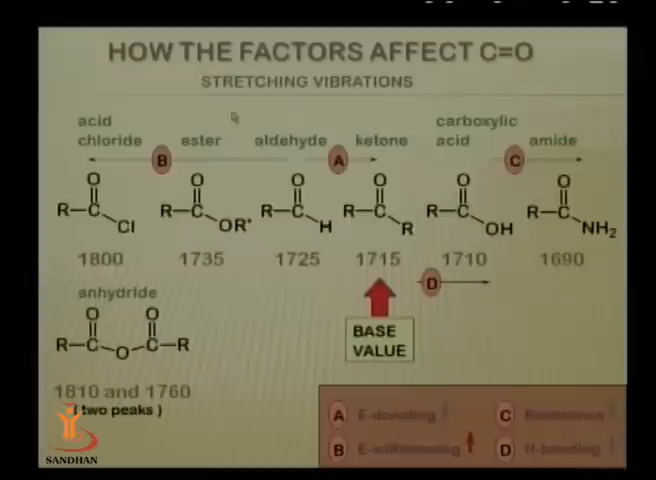 HOW THE FACTORS AFFECT C=O
STRETCHING VIBRATIONS
acid chloride
ester
aldehyde
ketone
carboxylic acid
amide
B
A
C
O
R-C
Cl
O
R-C
OR'
O
R-C
H
O
R-C
R
O
R-C
OH
O
R-C
NH₂
1800
1735
1725
1715
1710
1690
D
anhydride
O O
R-C O C-R
BASE
VALUE
1810 and 1760
(two peaks)
A E-donating
C Resonance
B E-withdrawing
D H-bonding
SANDHAN